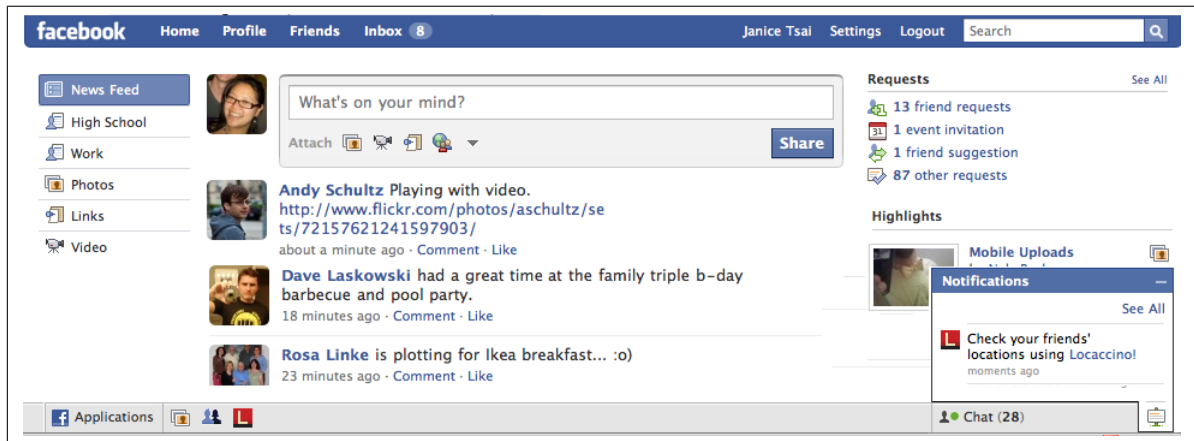 facebook Home Profile Friends Inbox 8 Janice Tsai Settings Logout Search
News Feed
High School
Work
Photos
Links
Video
What's on your mind?
Attach Share
Andy Schultz Playing with video.
http://www.flickr.com/photos/aschultz/se
ts/72157621241597903/
about a minute ago · Comment · Like
Dave Laskowski had a great time at the family triple b-day
barbecue and pool party.
18 minutes ago · Comment · Like
Rosa Linke is plotting for Ikea breakfast... :o)
23 minutes ago · Comment · Like
Requests See All
13 friend requests
31 1 event invitation
1 friend suggestion
87 other requests
Highlights
Mobile Uploads
Notifications
See All
L Check your friends'
locations using Locaccino!
moments ago
f Applications L Chat (28)